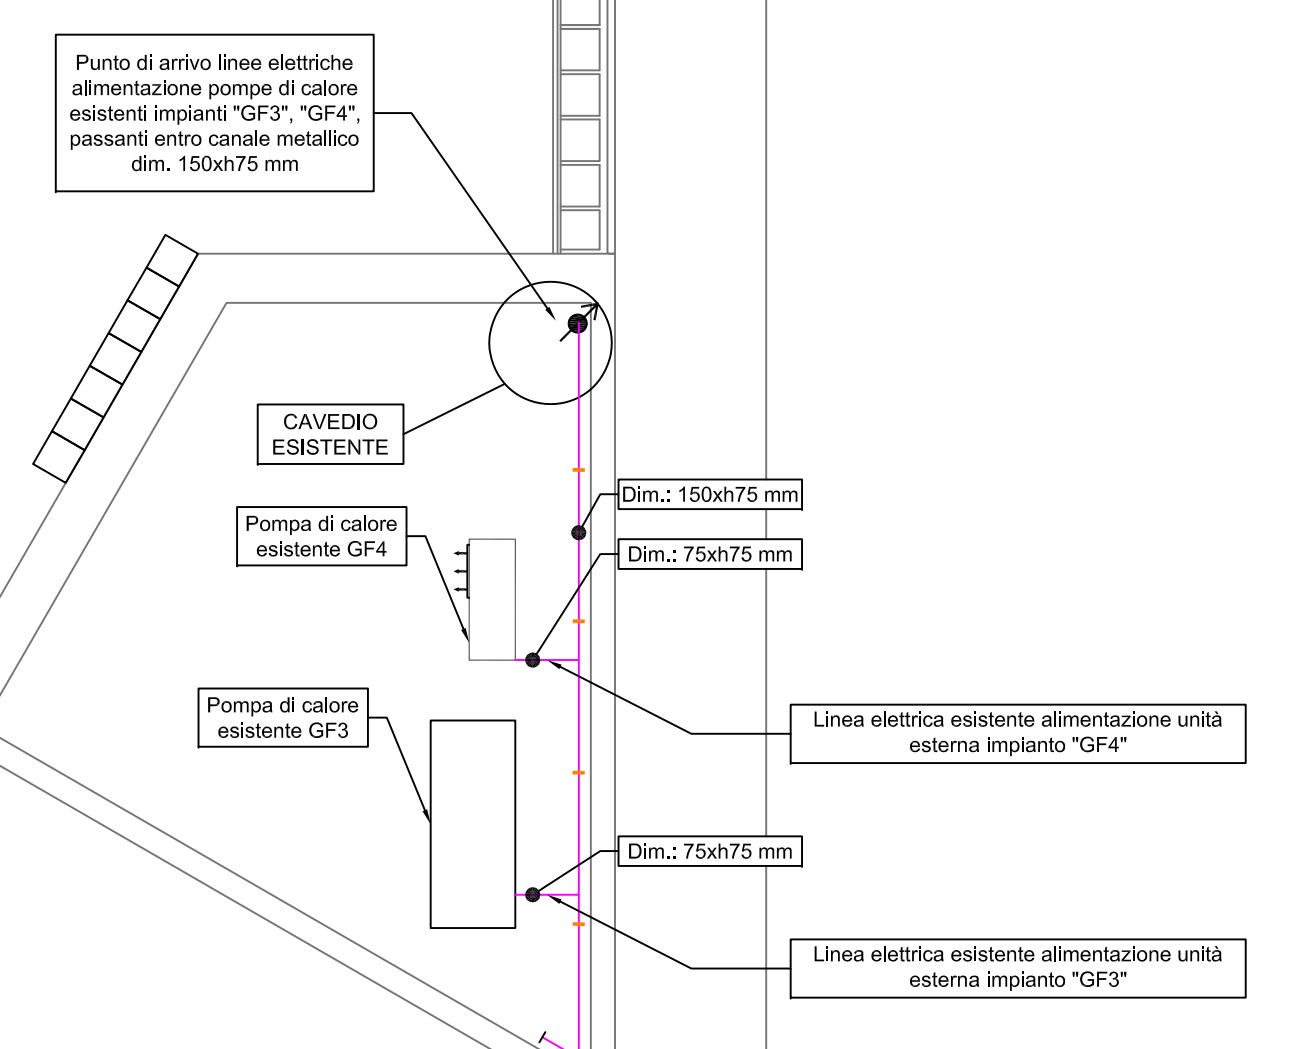 Punto di arrivo linee elettriche
alimentazione pompe di calore
esistenti impianti "GF3", "GF4",
passanti entro canale metallico
dim. 150xh75 mm
CAVEDIO
ESISTENTE
Dim.: 150xh75 mm
Pompa di calore
esistente GF4
Dim.: 75xh75 mm
Pompa di calore
esistente GF3
Linea elettrica esistente alimentazione unità
esterna impianto "GF4"
Dim.: 75xh75 mm
Linea elettrica esistente alimentazione unità
esterna impianto "GF3"